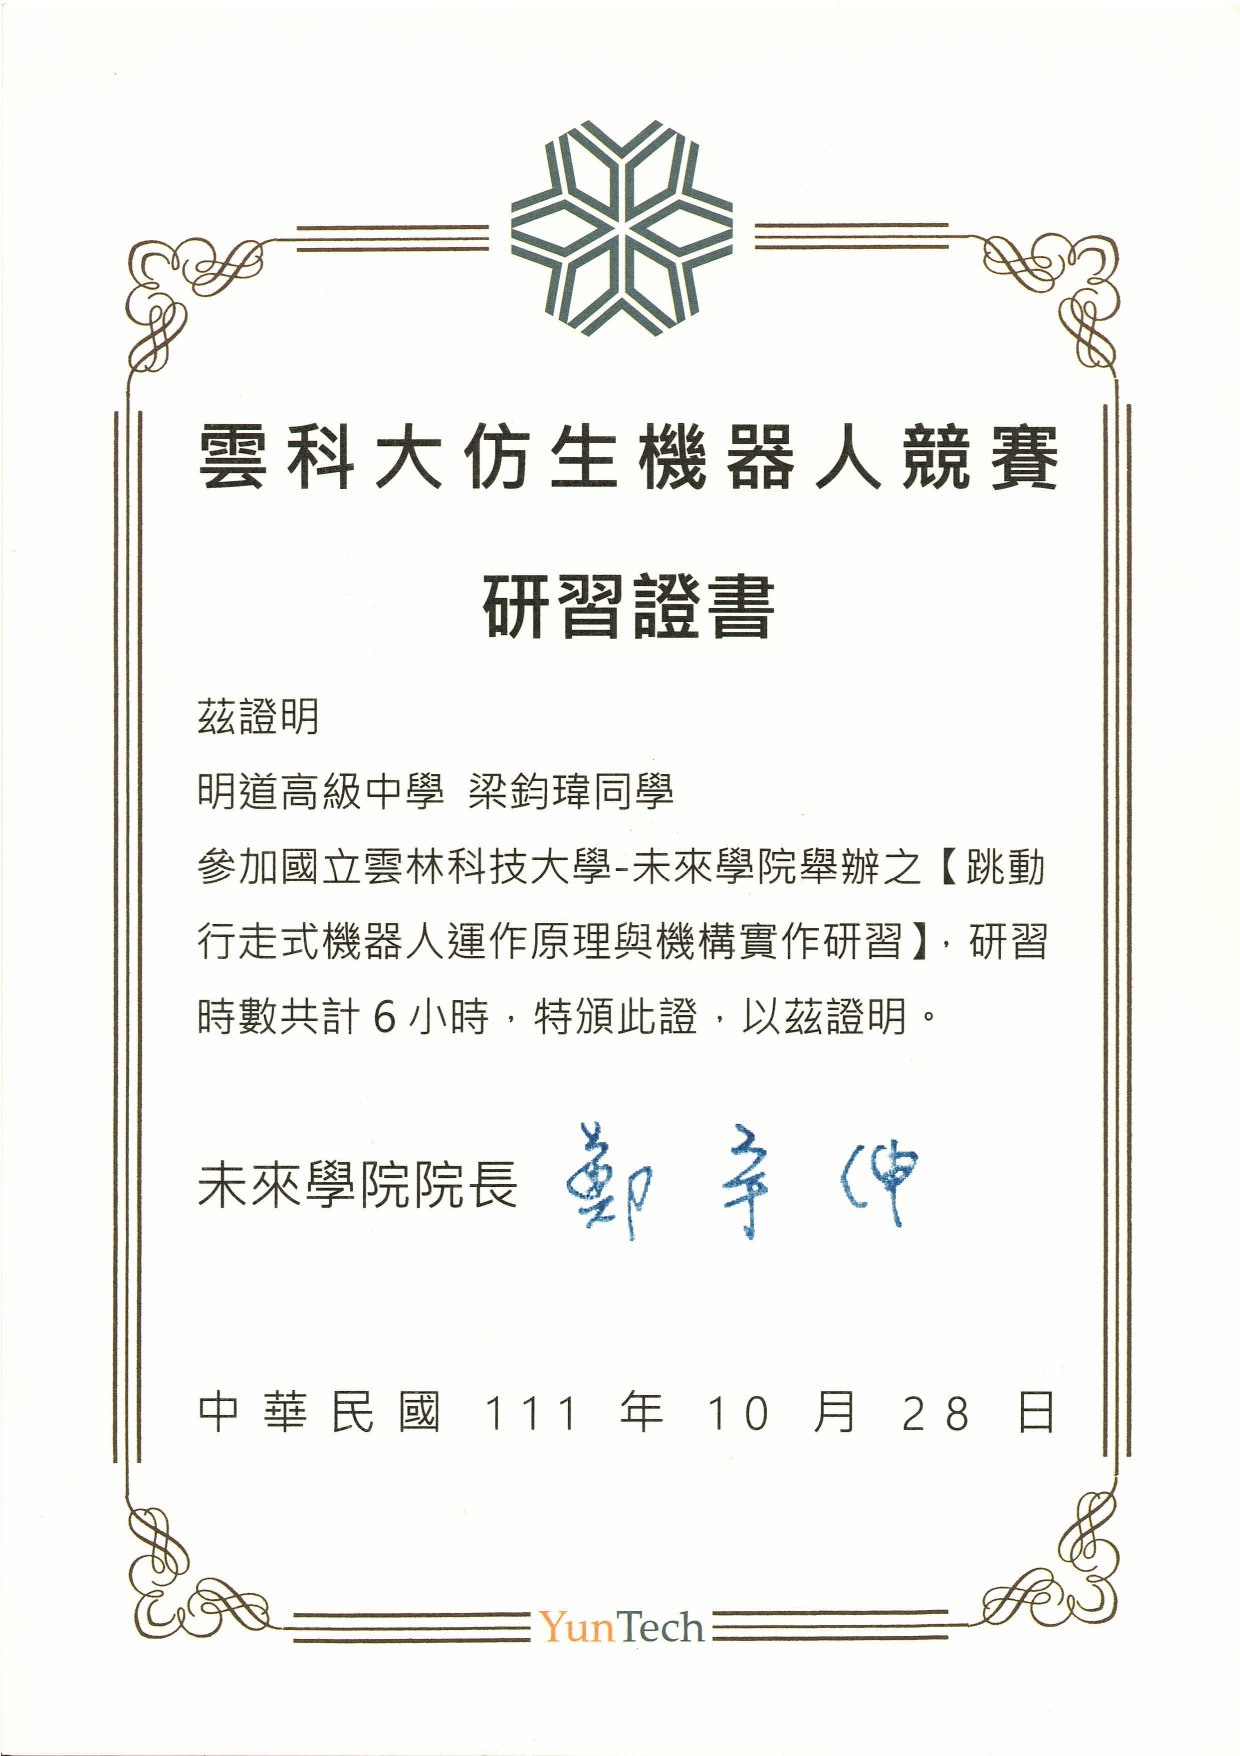 雲科大仿生機器人競賽
研習證書
茲證明
明道高級中學 梁鈞瑋同學
參加國立雲林科技大學-未來學院舉辦之【跳動
行走式機器人運作原理與機構實作研習】，研習
時數共計 6 小時，特頒此證，以茲證明。
未來學院院長 鄭辛伸
中華民國 111 年 10 月 28 日
YunTech